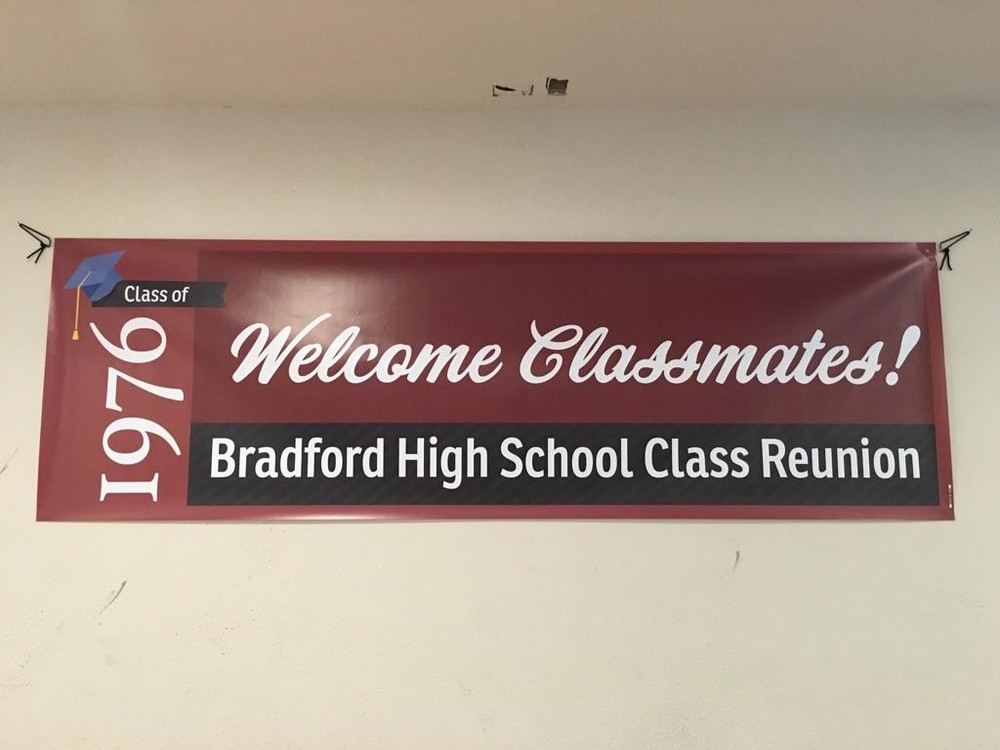 Class of
1976
Welcome Classmates!
Bradford High School Class Reunion